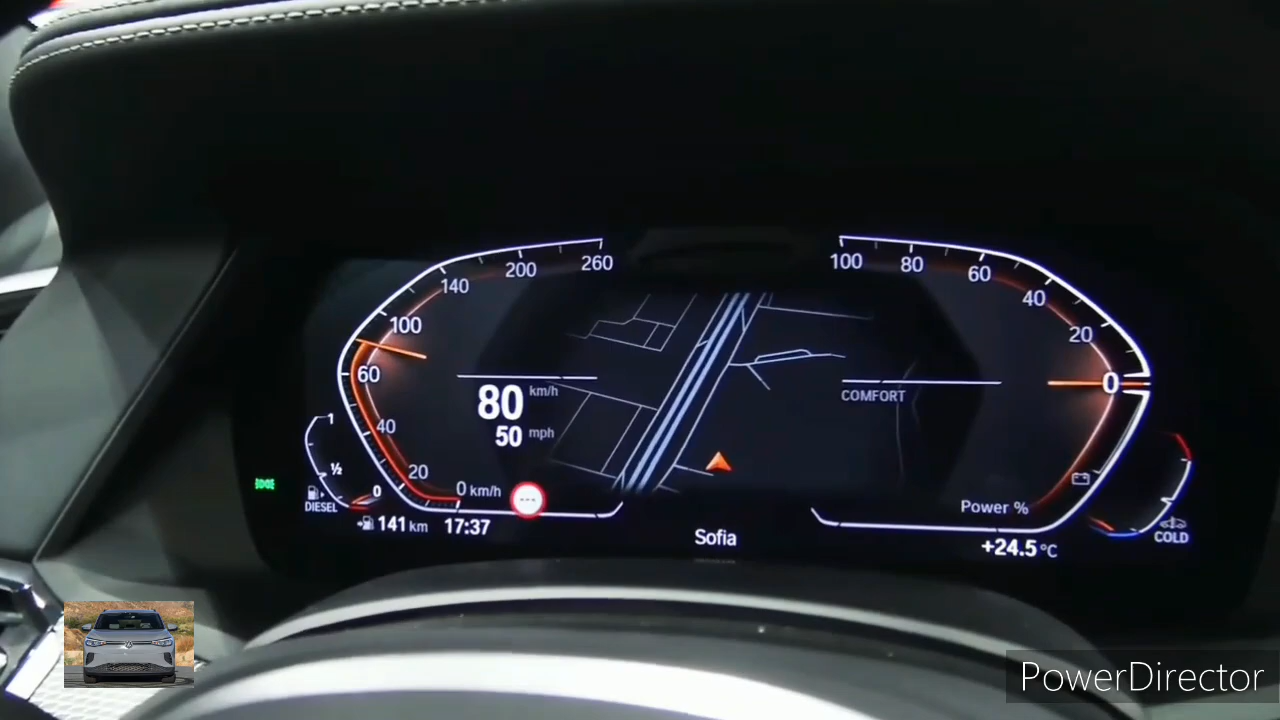 260
200
140
100
60
40
20
0 km/h
80 km/h
50 mph
1
½
0
DIESEL
141 km
17:37
Sofia
100
80
60
40
20
0
COMFORT
Power %
+24.5 °C
COLD
PowerDirector